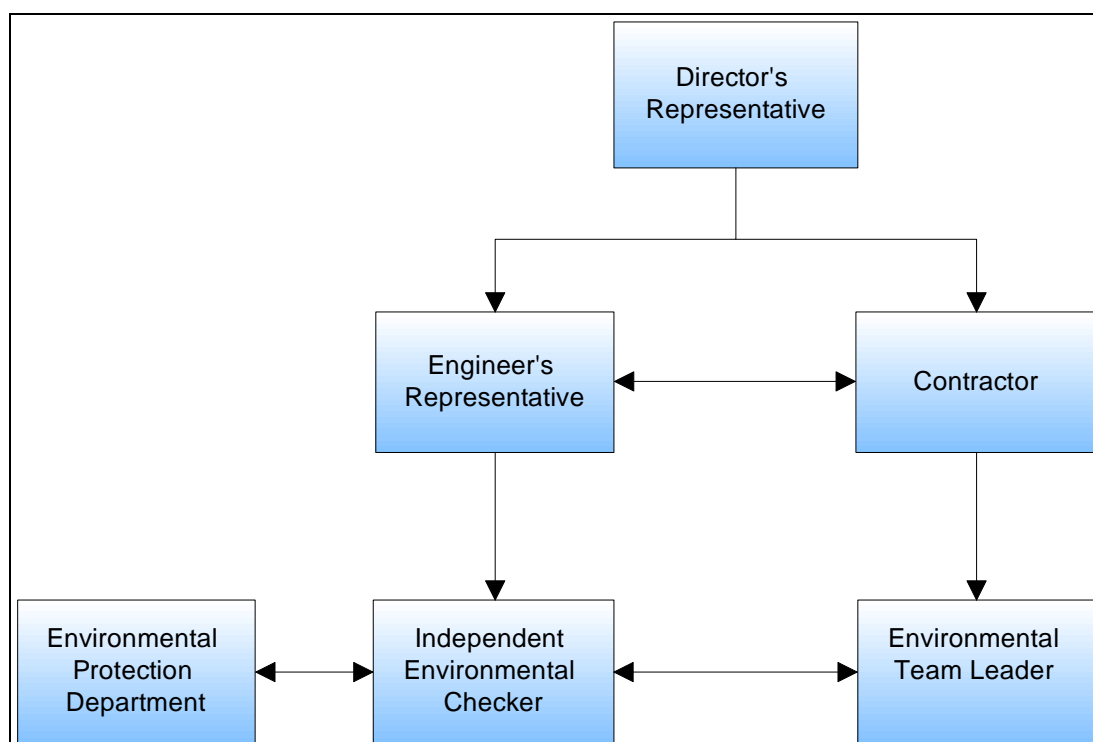 Director's
Representative
Engineer's
Representative
Contractor
Environmental
Protection
Department
Independent
Environmental
Checker
Environmental
Team Leader